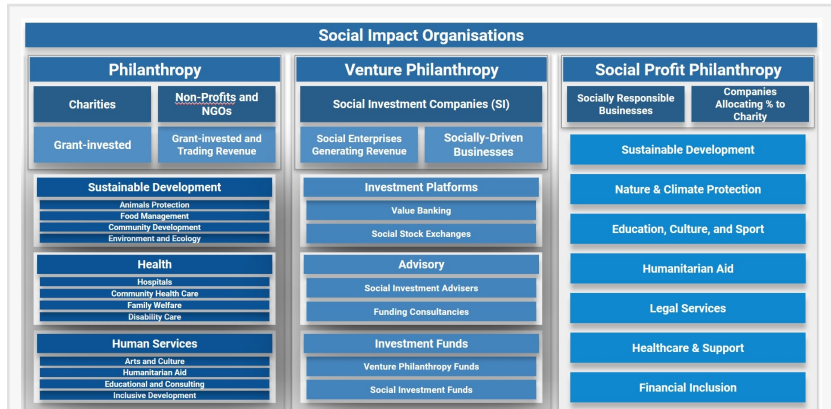 Social Impact Organisations
Philanthropy
Charities
Non-Profits and
NGOs
Grant-invested
Grant-invested and
Trading Revenue
Sustainable Development
Animals Protection
Food Management
Community Development
Environment and Ecology
Health
Hospitals
Community Health Care
Family Welfare
Disability Care
Human Services
Arts and Culture
Humanitarian Aid
Educational and Consulting
Inclusive Development
Venture Philanthropy
Social Investment Companies (SI)
Social Enterprises
Generating Revenue
Socially-Driven
Businesses
Investment Platforms
Value Banking
Social Stock Exchanges
Advisory
Social Investment Advisers
Funding Consultancies
Investment Funds
Venture Philanthropy Funds
Social Investment Funds
Social Profit Philanthropy
Socially Responsible
Businesses
Companies
Allocating % to
Charity
Sustainable Development
Nature & Climate Protection
Education, Culture, and Sport
Humanitarian Aid
Legal Services
Healthcare & Support
Financial Inclusion